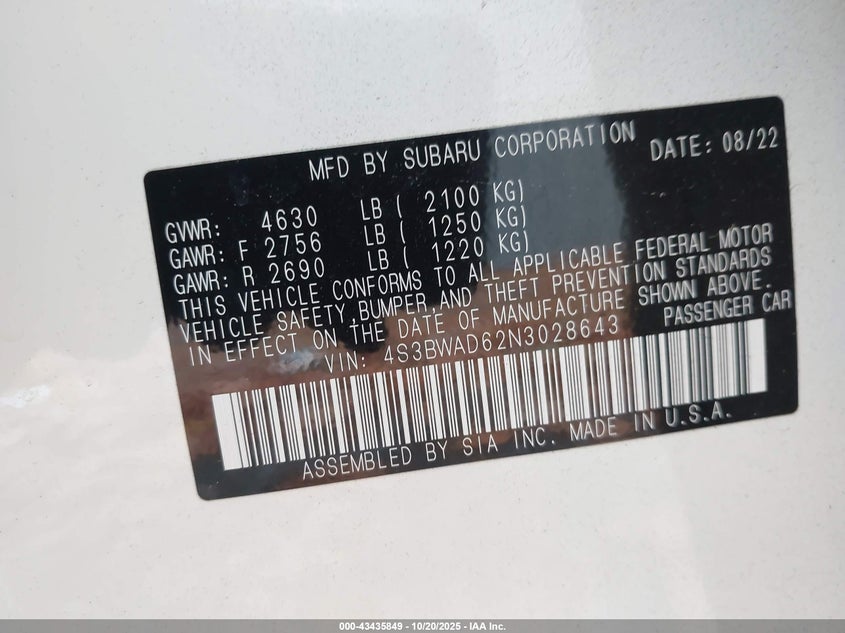 MFD BY SUBARU CORPORATION DATE: 08/22
GVWR: 4630 LB ( 2100 KG)
GAWR: F 2756 LB ( 1250 KG)
GAWR: R 2690 LB ( 1220 KG)
THIS VEHICLE CONFORMS TO ALL APPLICABLE FEDERAL MOTOR
VEHICLE SAFETY,BUMPER,AND THEFT PREVENTION STANDARDS
IN EFFECT ON THE DATE OF MANUFACTURE SHOWN ABOVE.
VIN: 4S3BWAD62N3028643 PASSENGER CAR
ASSEMBLED BY SIA INC. MADE IN U.S.A.
000-43435849 - 10/20/2025 - IAA Inc.